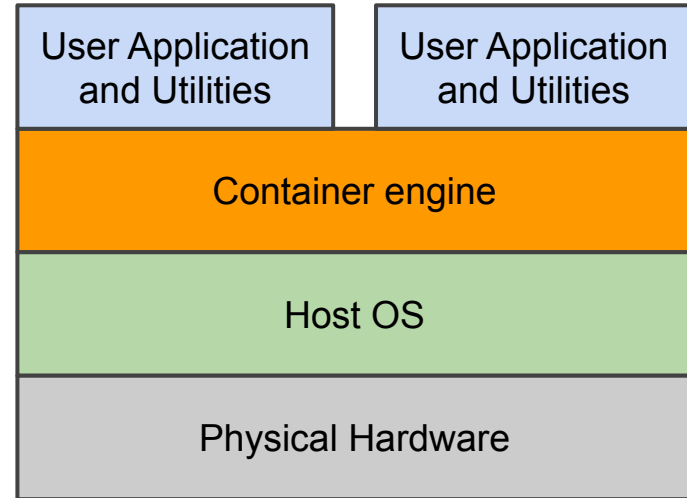 User Application
and Utilities
User Application
and Utilities
Container engine
Host OS
Physical Hardware